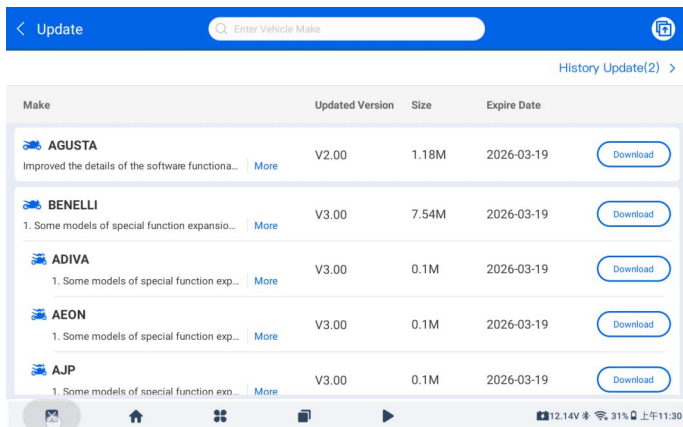 Update
Enter Vehicle Make
History Update(2) >
Make Updated Version Size Expire Date
AGUSTA
Improved the details of the software functiona... More
V2.00 1.18M 2026-03-19 Download
BENELLI
1. Some models of special function expansio... More
V3.00 7.54M 2026-03-19 Download
ADIVA
1. Some models of special function exp... More
V3.00 0.1M 2026-03-19 Download
AEON
1. Some models of special function exp... More
V3.00 0.1M 2026-03-19 Download
AJP
1. Some models of special function exp... More
V3.00 0.1M 2026-03-19 Download
12.14V 31% 上午11:30